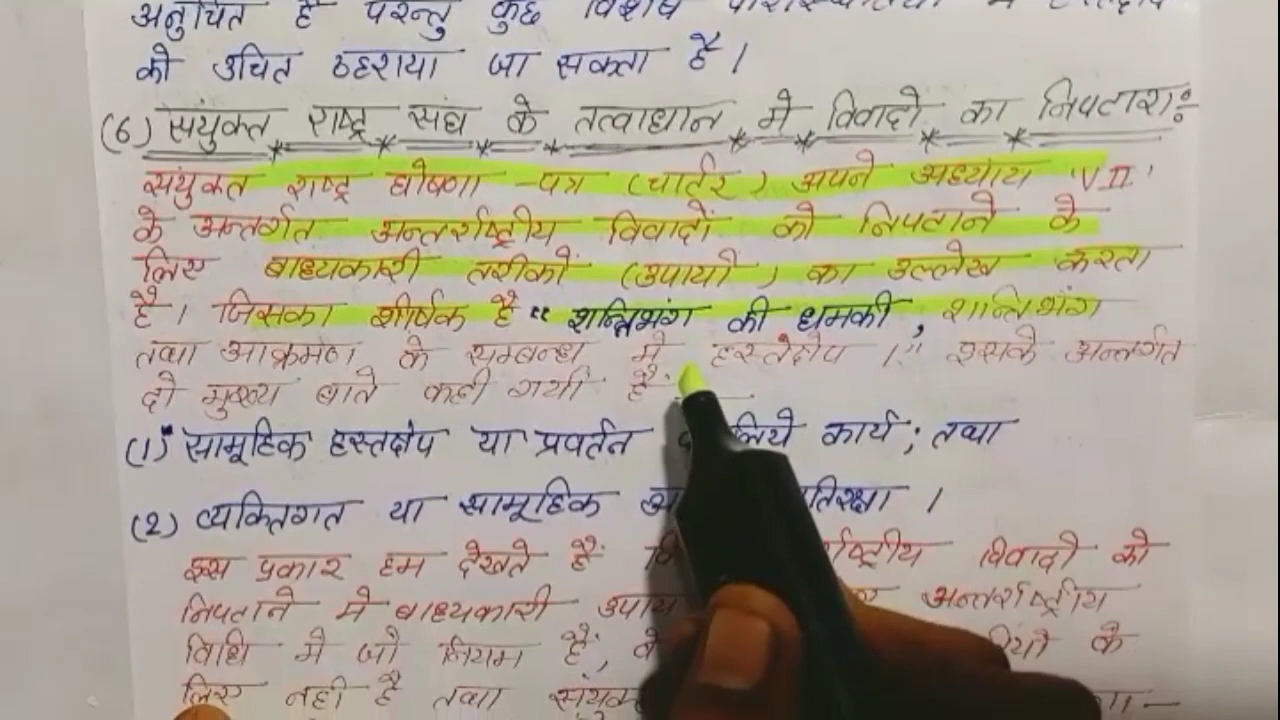 अनुचित है परन्तु कुछ विशेष
को उचित ठहराया जा सकता है।
(6) संयुक्त राष्ट्र संघ के तत्वाधान मे विवादो का निपटारा:
संयुक्त राष्ट्र घोषणा -पत्र (चार्टर) अपने अध्याय 'VII'
के अन्तर्गत अन्तर्राष्ट्रीय विवादों को निपटाने के
लिए बाध्यकारी तरीको (उपायो) का उल्लेख करता
है। जिसका शीर्षक है " शान्तिभंग की धमकी, शान्तिभंग
तथा आक्रमण के सम्बन्ध मे हस्तेक्षेप ।" इसके अन्तर्गत
दो मुख्य बाते कही गयी है:
(1) सामूहिक हस्तक्षेप या प्रवर्तन लिये कार्य; तथा
(2) व्यक्तिगत या सामूहिक
इस प्रकार हम देखते हैं विवादो को
निपटाने मे बाध्यकारी उपाय अन्तर्राष्ट्रीय
विधि मे जो नियम हैं, के
लिए नही है तथा